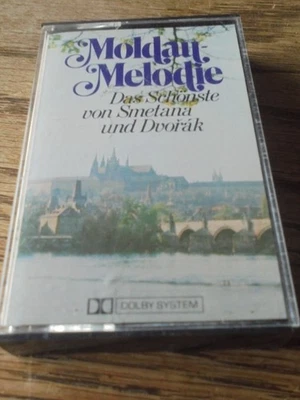 Moldau-
Melodie
Das Schönste
von Smetana
und Dvořák
DOLBY SYSTEM